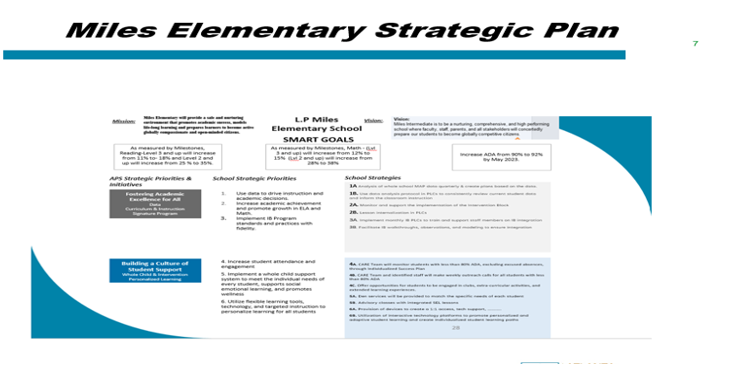 Miles Elementary Strategic Plan
7
Mission:
Miles Elementary will provide a safe and nurturing
environment that promotes academic success, models
life-long learning and prepares learners to become active
globally compassionate and open-minded citizens.
L.P Miles
Elementary School
SMART GOALS
Vision:
Vision:
Miles Intermediate is to be a nurturing, comprehensive, and high performing
school where faculty, staff, parents, and all stakeholders will concertedly
prepare our students to become globally competitive citizens
As measured by Milestones,
Reading-Level 3 and up will increase
from 11% to- 18% and Level 2 and
up will increase from 25 % to 35%.
As measured by Milestones, Math - (Lvl
3 and up) will increase from 12% to
15% (Lvl 2 and up) will increase from
28% to 38%
Increase ADA from 90% to 92%
by May 2023.
APS Strategic Priorities &
Initiatives
School Strategic Priorities
School Strategies
Fostering Academic
Excellence for All
Data
Curriculum & Instruction
Signature Program
1. Use data to drive instruction and
academic decisions.
2. Increase academic achievement
and promote growth in ELA and
Math.
3. Implement IB Program
standards and practices with
fidelity.
1A Analysis of whole school MAP data quarterly & create plans based on the data.
1B. Use data analysis protocol in PLCs to consistently review current student data
and inform the classroom instruction
2A. Monitor and support the implementation of the Intervention Block
2B. Lesson internalization in PLCs
3A. Implement monthly IB PLCs to train and support staff members on IB integration
3B. Facilitate IB walkthroughs, observations, and modeling to ensure integration
Building a Culture of
Student Support
Whole Child & Intervention
Personalized Learning
4. Increase student attendance and
engagement
5. Implement a whole child support
system to meet the individual needs of
every student, supports social
emotional learning, and promotes
wellness
6. Utilize flexible learning tools,
technology, and targeted instruction to
personalize learning for all students
4A. CARE Team will monitor students with less than 90% ADA, excluding excused absences,
through Individualized Success Plan
4B. CARE Team and identified staff will make weekly outreach calls for all students with less
than 90% ADA
4C. Offer opportunities for students to be engaged in clubs, extra curricular activities, and
extended learning experiences.
5A. Dan services will be provided to match the specific needs of each student
5B. Advisory classes with integrated SEL lessons
6A. Provision of devices to create a 1:1 access, tech support, ..........
6B. Utilization of interactive technology platforms to promote personalized and
adaptive student learning and create individualized student learning paths
28